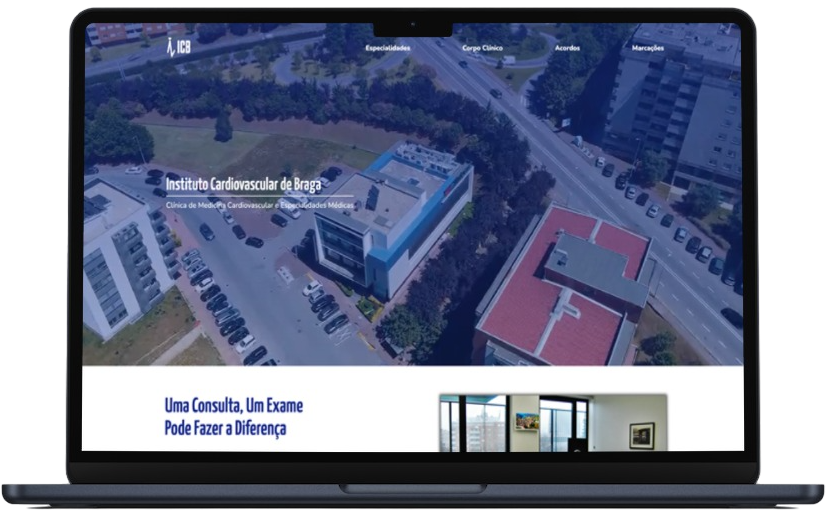 ICB
Especialidades Corpo Clínico Acordos Marcações
Instituto Cardiovascular de Braga
Clínica de Medicina Cardiovascular e Especialidades Médicas
Uma Consulta, Um Exame
Pode Fazer a Diferença